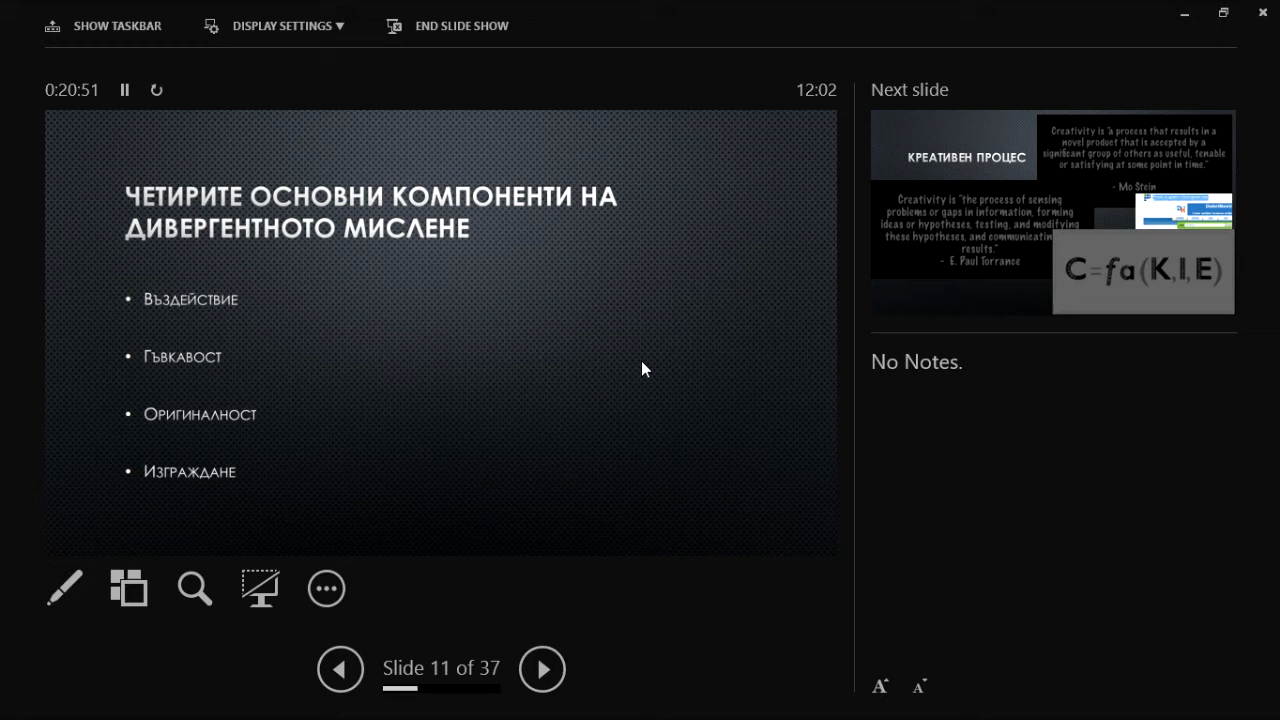 SHOW TASKBAR
DISPLAY SETTINGS ▼
END SLIDE SHOW
0:20:51
12:02
Next slide
ЧЕТИРИТЕ ОСНОВНИ КОМПОНЕНТИ НА
ДИВЕРГЕНТНОТО МИСЛЕНЕ
• Въздействие
• Гъвкавост
• Оригиналност
• Изграждане
КРЕАТИВЕН ПРОЦЕС
Creativity is "a process that results in a
novel product that is accepted by a
significant group of others as useful, tenable
or satisfying at some point in time."
- Mo Stein
Creativity is "the process of sensing
problems or gaps in information, forming
ideas or hypotheses, testing, and modifying
these hypotheses, and communicatin
results."
- E. Paul Torrance
C=fa(K,I,E)
No Notes.
Slide 11 of 37
A A